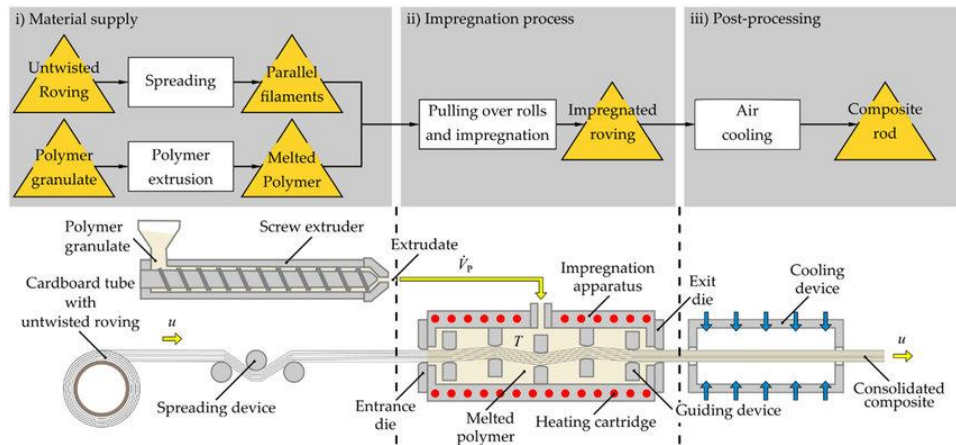 i) Material supply
ii) Impregnation process
iii) Post-processing
Untwisted
Roving
Spreading
Parallel
filaments
Polymer
granulate
Polymer
extrusion
Melted
Polymer
Pulling over rolls
and impregnation
Impregnated
roving
Air
cooling
Composite
rod
Polymer
granulate
Screw extruder
Extrudate
V̇ₚ
Impregnation
apparatus
Exit
die
Cooling
device
Cardboard tube
with
untwisted roving
u
T
u
Spreading device
Entrance
die
Melted
polymer
Heating cartridge
Guiding device
Consolidated
composite